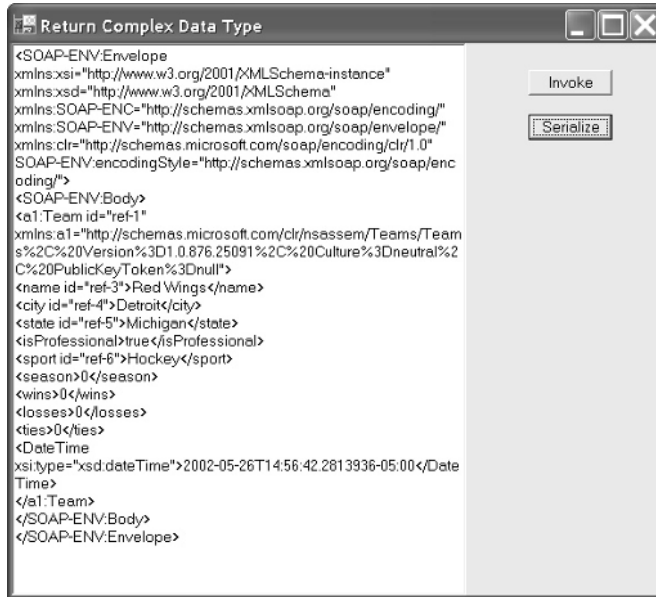 Return Complex Data Type
<SOAP-ENV:Envelope
xmlns:xsi="http://www.w3.org/2001/XMLSchema-instance"
xmlns:xsd="http://www.w3.org/2001/XMLSchema"
xmlns:SOAP-ENC="http://schemas.xmlsoap.org/soap/encoding/"
xmlns:SOAP-ENV="http://schemas.xmlsoap.org/soap/envelope/"
xmlns:clr="http://schemas.microsoft.com/soap/encoding/clr/1.0"
SOAP-ENV:encodingStyle="http://schemas.xmlsoap.org/soap/enc
oding/">
<SOAP-ENV:Body>
<a1:Team id="ref-1"
xmlns:a1="http://schemas.microsoft.com/clr/nsassem/Teams/Team
s%2C%20Version%3D1.0.876.25091%2C%20Culture%3Dneutral%2
C%20PublicKeyToken%3Dnull">
<name id="ref-3">Red Wings</name>
<city id="ref-4">Detroit</city>
<state id="ref-5">Michigan</state>
<isProfessional>true</isProfessional>
<sport id="ref-6">Hockey</sport>
<season>0</season>
<wins>0</wins>
<losses>0</losses>
<ties>0</ties>
<DateTime
xsi:type="xsd:dateTime">2002-05-26T14:56:42.2813936-05:00</Date
Time>
</a1:Team>
</SOAP-ENV:Body>
</SOAP-ENV:Envelope>
Invoke
Serialize